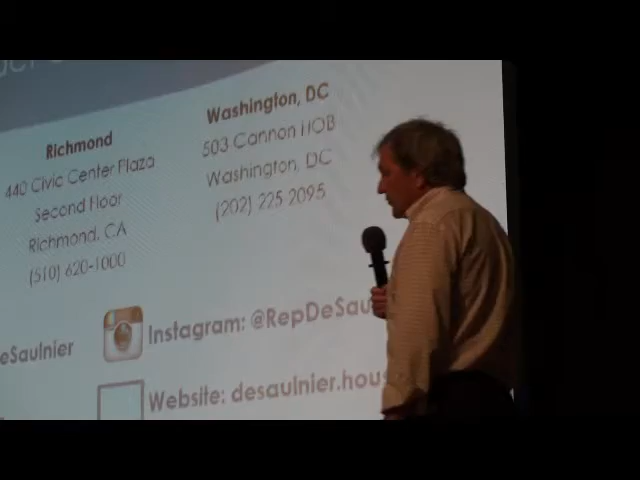 Richmond
440 Civic Center Plaza
Second Floor
Richmond, CA
(510) 620-1000
Washington, DC
503 Cannon HOB
Washington, DC
(202) 225 2095
eSaulnier
Instagram: @RepDeSau
Website: desaulnier.hous